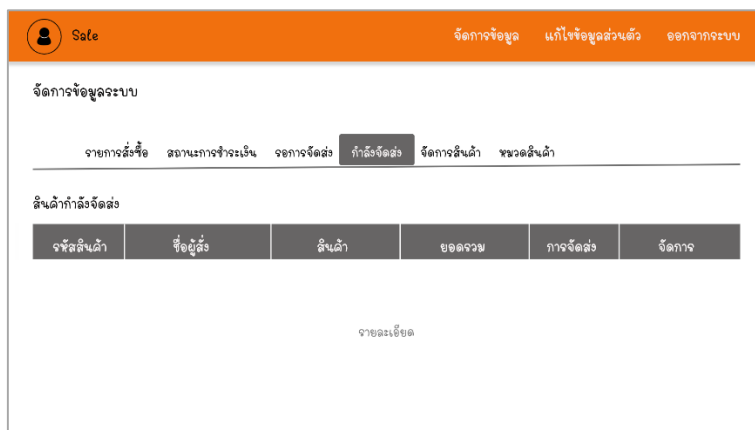 Sale จัดการข้อมูล แก้ไขข้อมูลส่วนตัว ออกจากระบบ
จัดการข้อมูลระบบ
รายการสั่งซื้อ สถานะการชำระเงิน รอการจัดส่ง กำลังจัดส่ง จัดการสินค้า หมวดสินค้า
สินค้ากำลังจัดส่ง
รหัสสินค้า ชื่อผู้สั่ง สินค้า ยอดรวม การจัดส่ง จัดการ
รายละเอียด